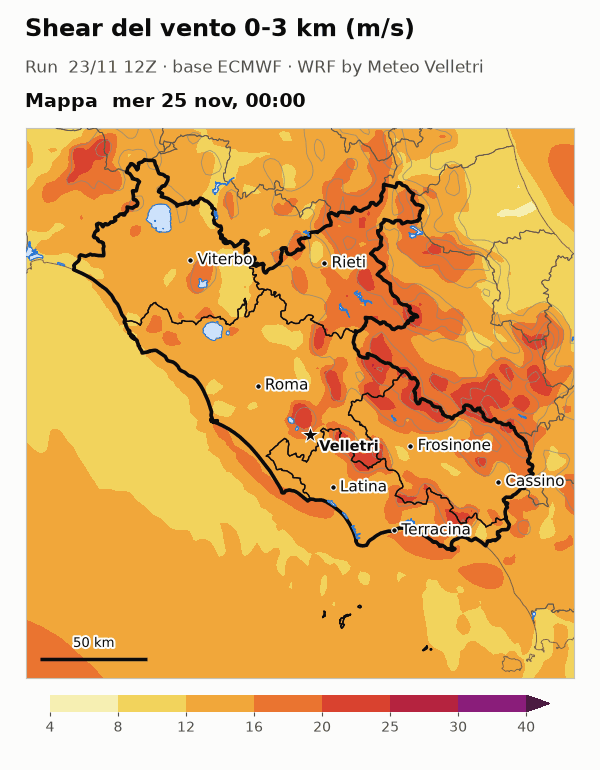 Shear del vento 0-3 km (m/s)
Run  23/11 12Z · base ECMWF · WRF by Meteo Velletri
Mappa  mer 25 nov, 00:00
Viterbo
Rieti
Roma
Velletri
Frosinone
Cassino
Latina
Terracina
50 km
4 8 12 16 20 25 30 40